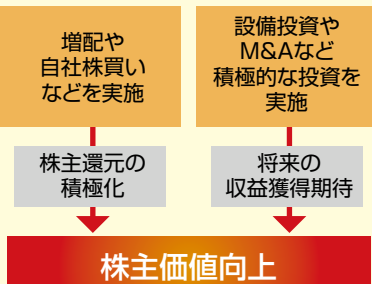 増配や
自社株買い
などを実施
設備投資や
M&Aなど
積極的な投資を
実施
株主還元の
積極化
将来の
収益獲得期待
株主価値向上